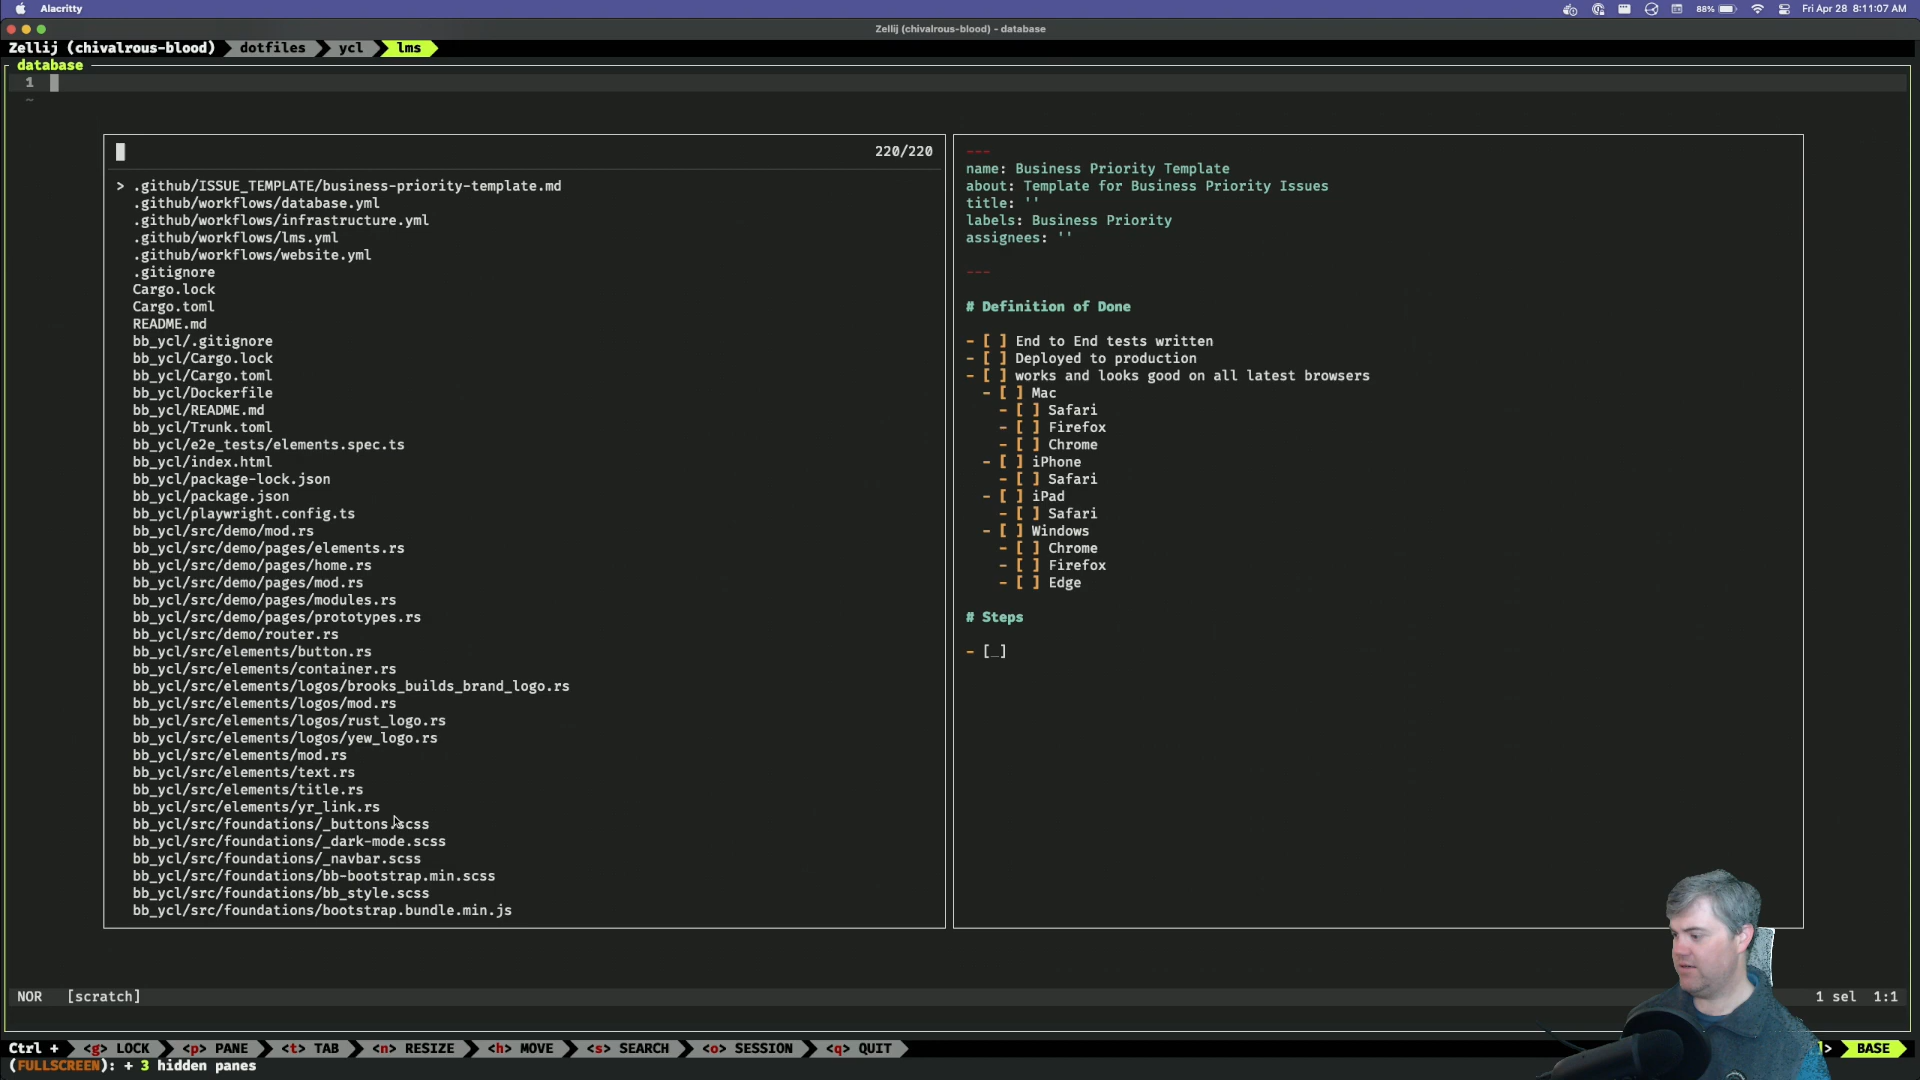 Alacritty
88%
Fri Apr 28 8:11:07 AM
Zellij (chivalrous-blood) - database
Zellij (chivalrous-blood) dotfiles ycl lms
database
1
~
220/220
> .github/ISSUE_TEMPLATE/business-priority-template.md
.github/workflows/database.yml
.github/workflows/infrastructure.yml
.github/workflows/lms.yml
.github/workflows/website.yml
.gitignore
Cargo.lock
Cargo.toml
README.md
bb_ycl/.gitignore
bb_ycl/Cargo.lock
bb_ycl/Cargo.toml
bb_ycl/Dockerfile
bb_ycl/README.md
bb_ycl/Trunk.toml
bb_ycl/e2e_tests/elements.spec.ts
bb_ycl/index.html
bb_ycl/package-lock.json
bb_ycl/package.json
bb_ycl/playwright.config.ts
bb_ycl/src/demo/mod.rs
bb_ycl/src/demo/pages/elements.rs
bb_ycl/src/demo/pages/home.rs
bb_ycl/src/demo/pages/mod.rs
bb_ycl/src/demo/pages/modules.rs
bb_ycl/src/demo/pages/prototypes.rs
bb_ycl/src/demo/router.rs
bb_ycl/src/elements/button.rs
bb_ycl/src/elements/container.rs
bb_ycl/src/elements/logos/brooks_builds_brand_logo.rs
bb_ycl/src/elements/logos/mod.rs
bb_ycl/src/elements/logos/rust_logo.rs
bb_ycl/src/elements/logos/yew_logo.rs
bb_ycl/src/elements/mod.rs
bb_ycl/src/elements/text.rs
bb_ycl/src/elements/title.rs
bb_ycl/src/elements/yr_link.rs
bb_ycl/src/foundations/_buttons.scss
bb_ycl/src/foundations/_dark-mode.scss
bb_ycl/src/foundations/_navbar.scss
bb_ycl/src/foundations/bb-bootstrap.min.scss
bb_ycl/src/foundations/bb_style.scss
bb_ycl/src/foundations/bootstrap.bundle.min.js
---
name: Business Priority Template
about: Template for Business Priority Issues
title: ''
labels: Business Priority
assignees: ''
---
# Definition of Done
- [ ] End to End tests written
- [ ] Deployed to production
- [ ] works and looks good on all latest browsers
- [ ] Mac
- [ ] Safari
- [ ] Firefox
- [ ] Chrome
- [ ] iPhone
- [ ] Safari
- [ ] iPad
- [ ] Safari
- [ ] Windows
- [ ] Chrome
- [ ] Firefox
- [ ] Edge
# Steps
- [_]
NOR [scratch]
1 sel 1:1
Ctrl + <g> LOCK <p> PANE <t> TAB <n> RESIZE <h> MOVE <s> SEARCH <o> SESSION <q> QUIT
]> BASE
(FULLSCREEN): + 3 hidden panes